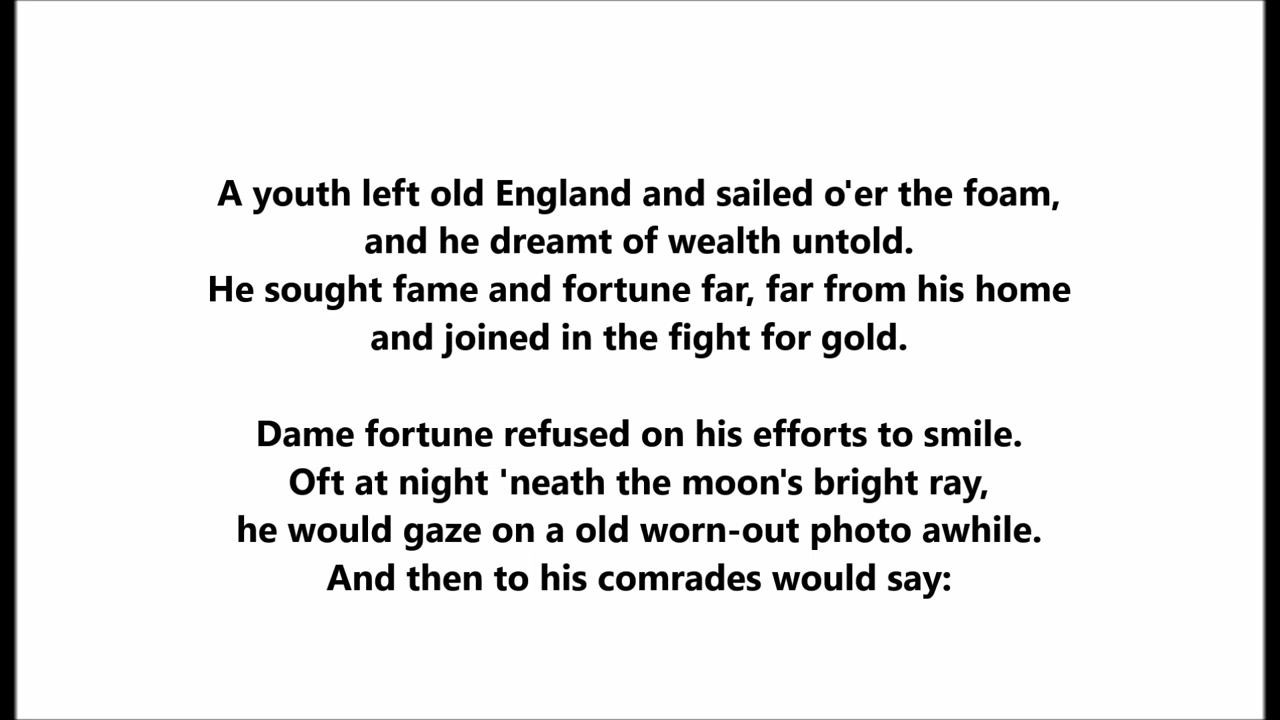 A youth left old England and sailed o'er the foam,
and he dreamt of wealth untold.
He sought fame and fortune far, far from his home
and joined in the fight for gold.
Dame fortune refused on his efforts to smile.
Oft at night 'neath the moon's bright ray,
he would gaze on a old worn-out photo awhile.
And then to his comrades would say: